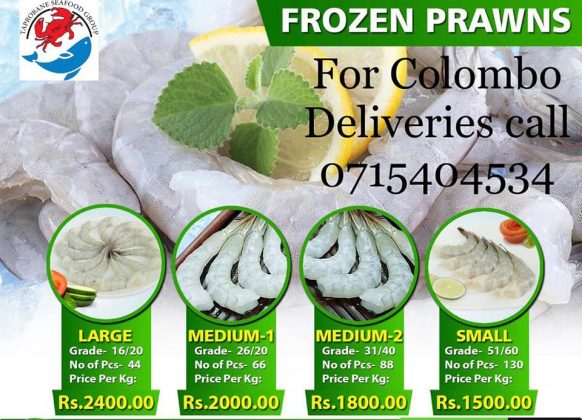 TAPROBANE SEAFOOD GROUP
TSG
FROZEN PRAWNS
For Colombo
Deliveries call
0715404534
LARGE
Grade- 16/20
No of Pcs- 44
Price Per Kg:
Rs.2400.00
MEDIUM-1
Grade- 26/20
No of Pcs- 66
Price Per Kg:
Rs.2000.00
MEDIUM-2
Grade- 31/40
No of Pcs- 88
Price Per Kg:
Rs.1800.00
SMALL
Grade- 51/60
No of Pcs- 130
Price Per Kg:
Rs.1500.00